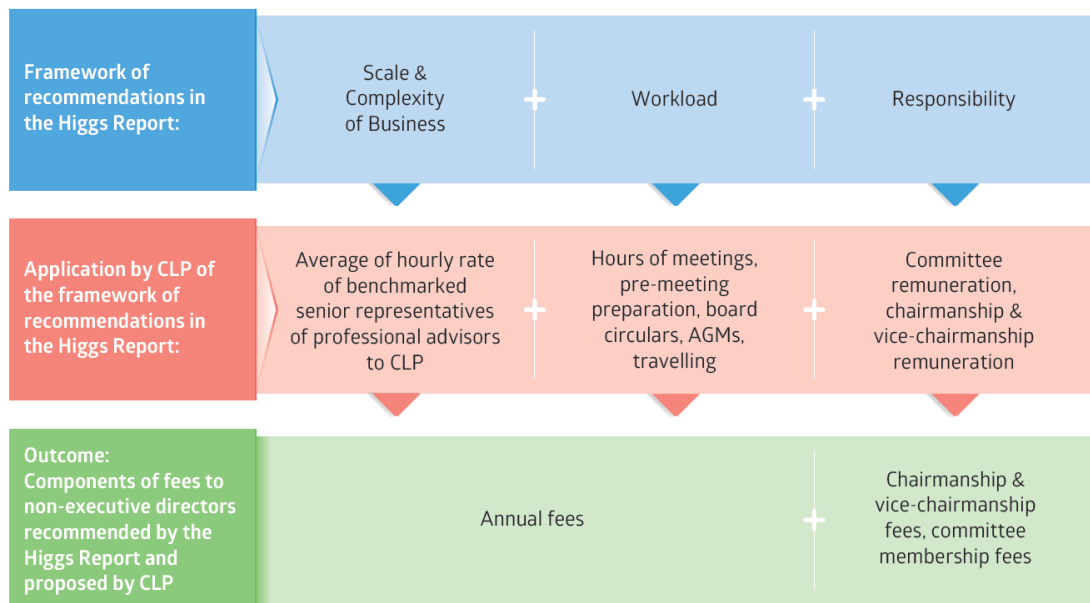 Framework of
recommendations in
the Higgs Report:
Scale &
Complexity
of Business
+
Workload
+
Responsibility
Application by CLP of
the framework of
recommendations in
the Higgs Report:
Average of hourly rate
of benchmarked
senior representatives
of professional advisors
to CLP
+
Hours of meetings,
pre-meeting
preparation, board
circulars, AGMs,
travelling
+
Committee
remuneration,
chairmanship &
vice-chairmanship
remuneration
Outcome:
Components of fees to
non-executive directors
recommended by the
Higgs Report and
proposed by CLP
Annual fees
+
Chairmanship &
vice-chairmanship
fees, committee
membership fees